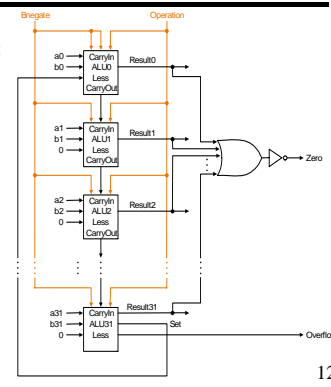 Bnegate Operation
a0 CarryIn Result0
b0 ALU0
Less
CarryOut
a1 CarryIn Result1
b1 ALU1
0 Less
CarryOut
Zero
a2 CarryIn Result2
b2 ALU2
0 Less
CarryOut
a31 CarryIn Result31
b31 ALU31 Set
0 Less Overflo
12